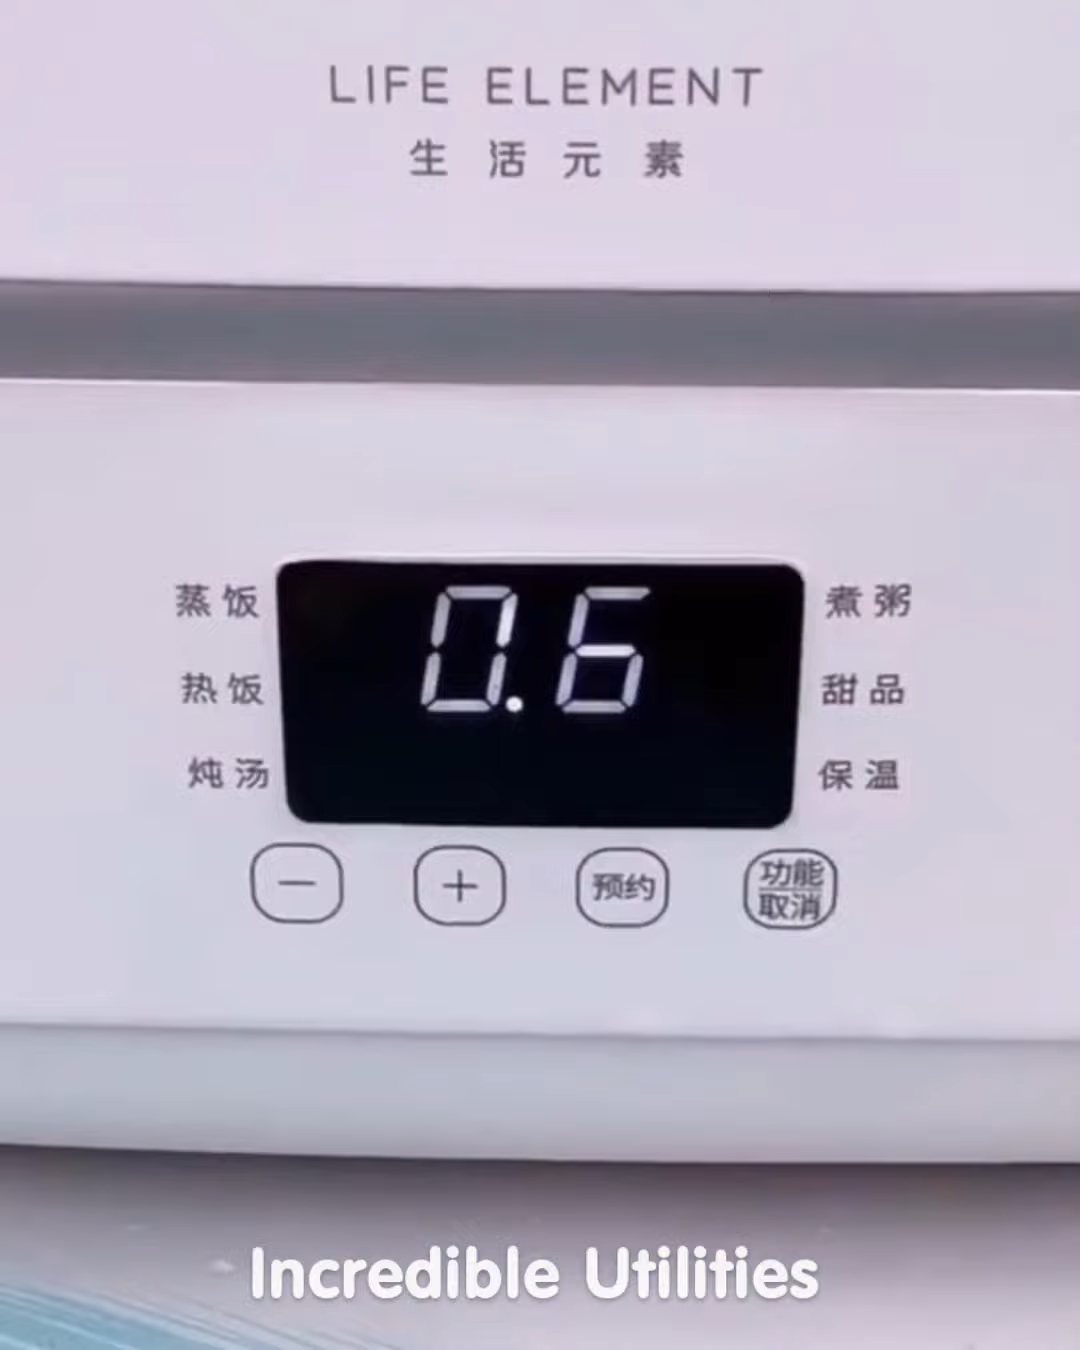 LIFE ELEMENT
生活元素
0.6
蒸饭
煮粥
热饭
甜品
炖汤
保温
−
+
预约
功能
取消
Incredible Utilities